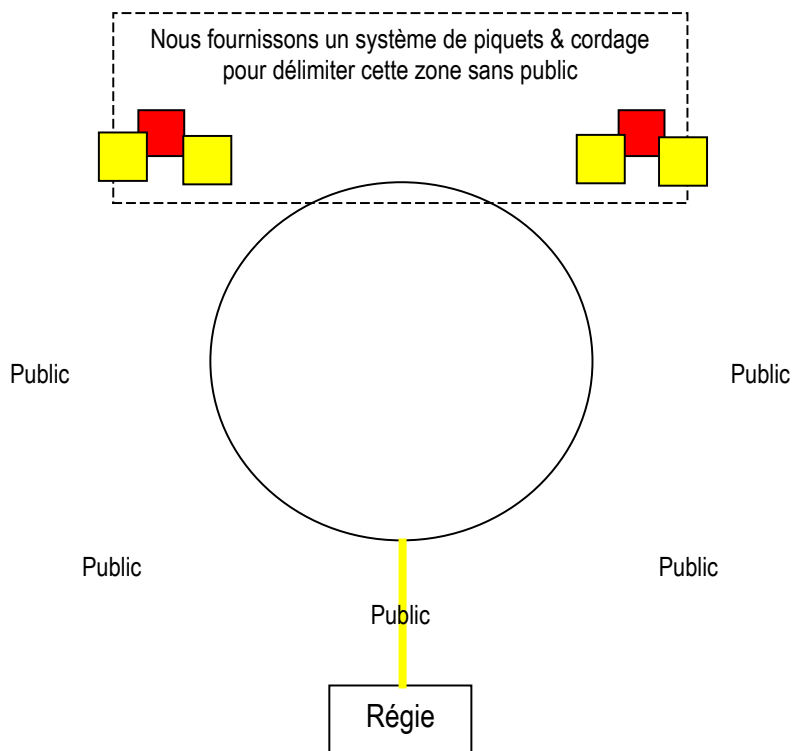 Nous fournissons un système de piquets & cordage
pour délimiter cette zone sans public
Public
Public
Public
Public
Public
Régie